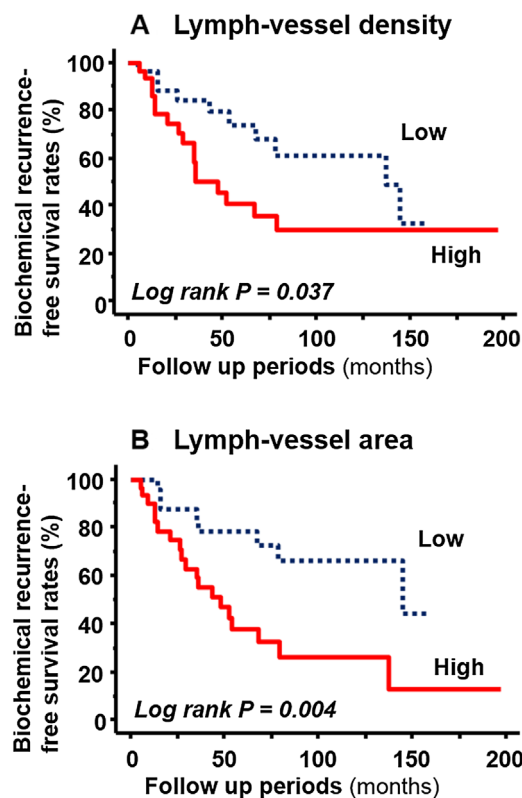 A Lymph-vessel density
Biochemical recurrence-
free survival rates (%)
100
80
60
40
20
0
Low
High
Log rank P = 0.037
0 50 100 150 200
Follow up periods (months)
B Lymph-vessel area
Biochemical recurrence-
free survival rates (%)
100
80
60
40
20
0
Low
High
Log rank P = 0.004
0 50 100 150 200
Follow up periods (months)